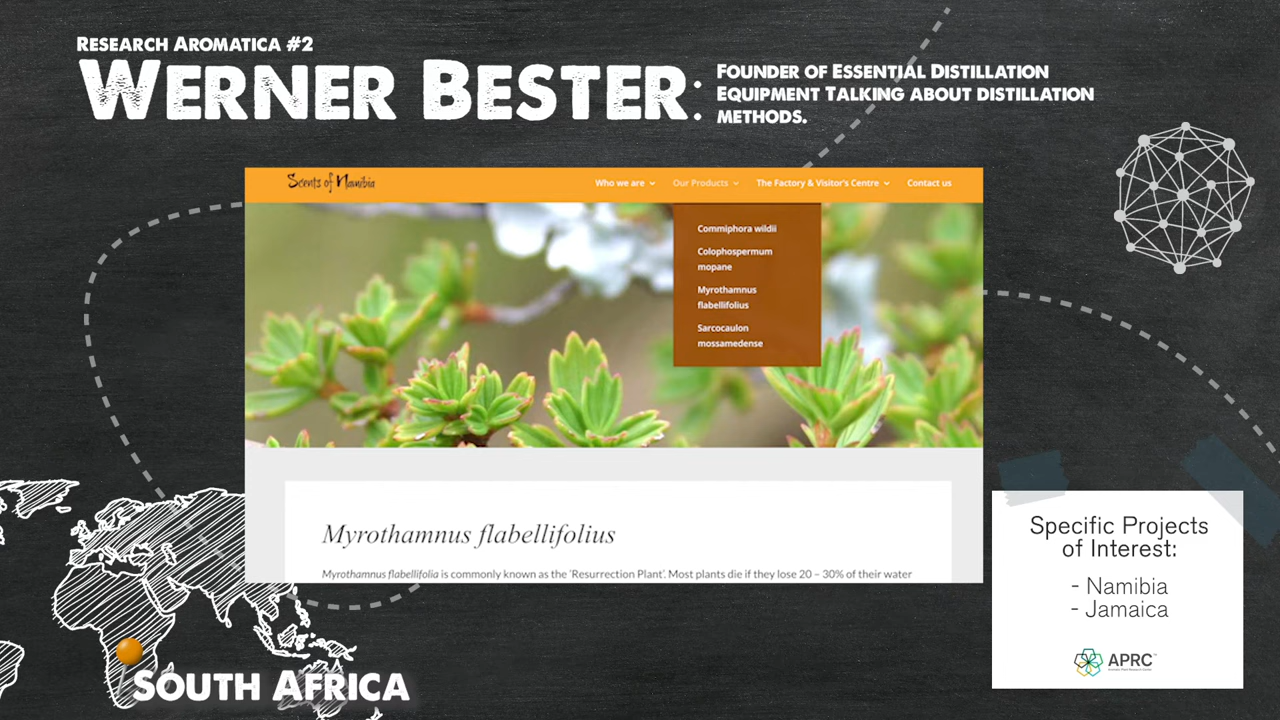 Research Aromatica #2
Werner Bester:
Founder of Essential Distillation
Equipment Talking about distillation
methods.
Scents of Namibia
Who we are
Our Products
The Factory & Visitor's Centre
Contact us
Commiphora wildii
Colophospermum
mopane
Myrothamnus
flabellifolius
Sarcocaulon
mossamedense
Myrothamnus flabellifolius
Myrothamnus flabellifolia is commonly known as the 'Resurrection Plant'. Most plants die if they lose 20 – 30% of their water
Specific Projects
of Interest:
- Namibia
- Jamaica
APRC
South Africa